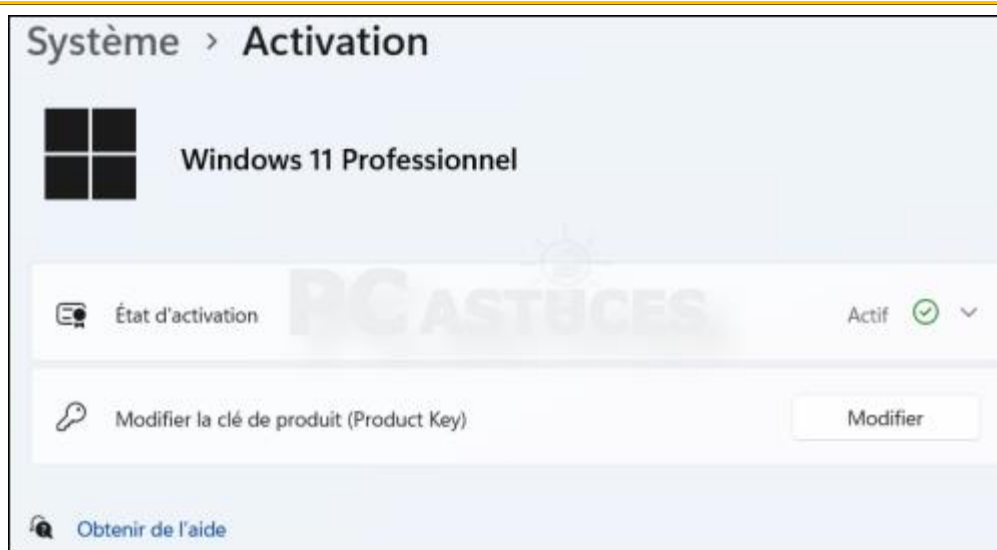 Système > Activation
Windows 11 Professionnel
PC ASTUCES
État d'activation
Actif
Modifier la clé de produit (Product Key)
Modifier
Obtenir de l'aide